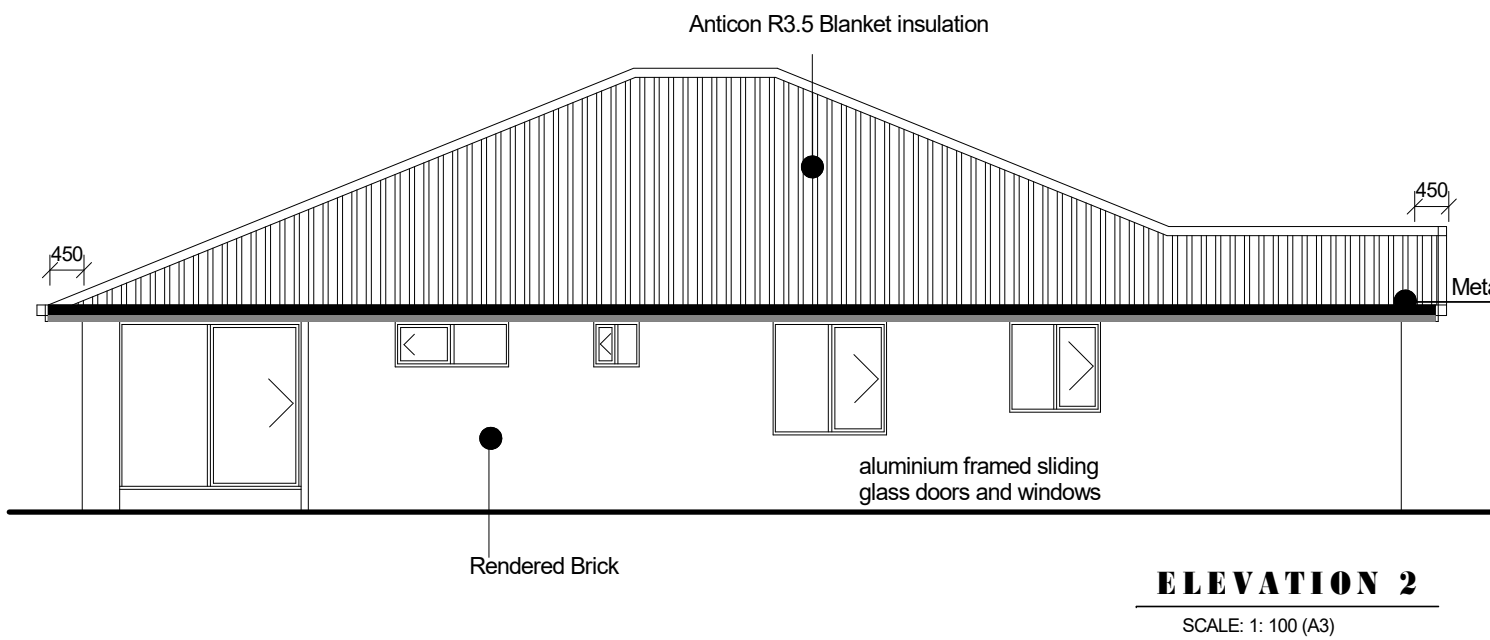 Anticon R3.5 Blanket insulation
450
450
Meta
aluminium framed sliding
glass doors and windows
Rendered Brick
ELEVATION 2
SCALE: 1: 100 (A3)